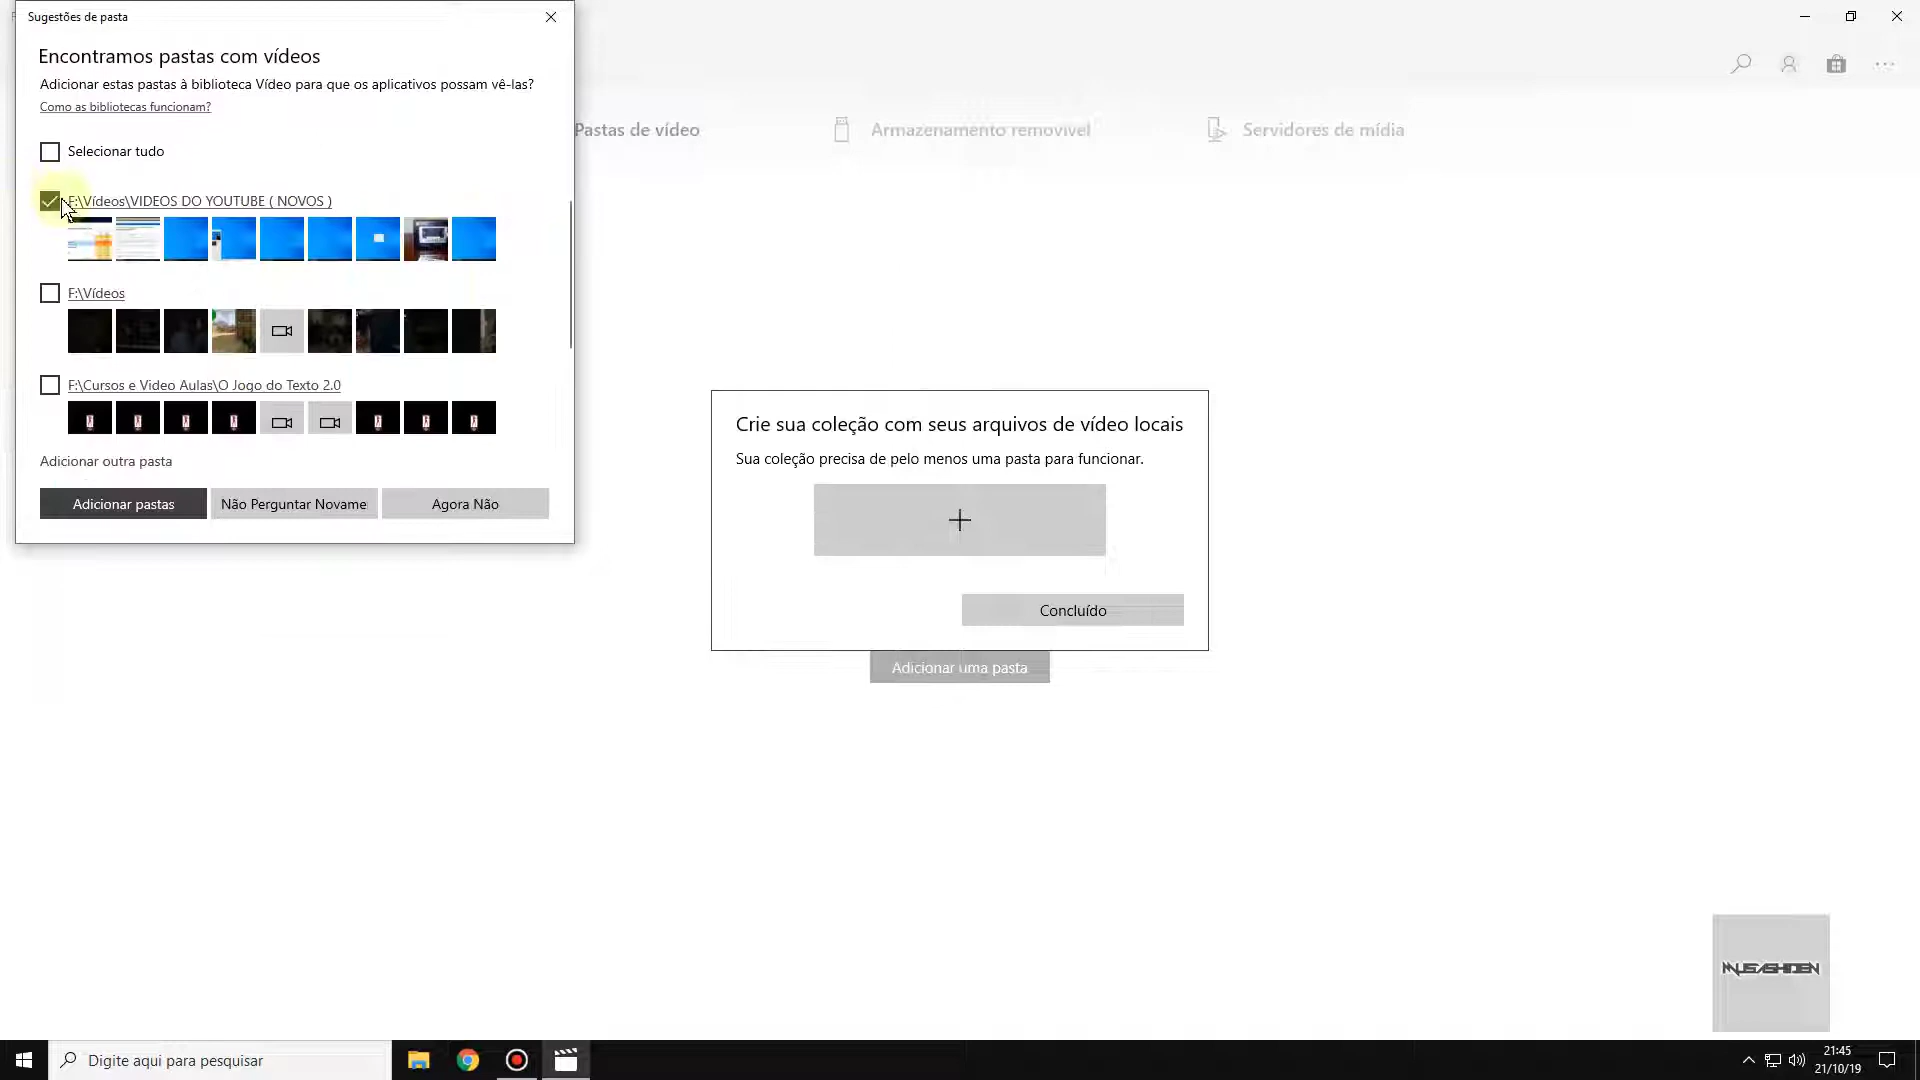 Sugestões de pasta
Encontramos pastas com vídeos
Adicionar estas pastas à biblioteca Vídeo para que os aplicativos possam vê-las?
Como as bibliotecas funcionam?
Selecionar tudo
F:\Vídeos\VIDEOS DO YOUTUBE ( NOVOS )
F:\Vídeos
F:\Cursos e Video Aulas\O Jogo do Texto 2.0
Adicionar outra pasta
Adicionar pastas
Não Perguntar Novame
Agora Não
Pastas de vídeo
Armazenamento removível
Servidores de mídia
Crie sua coleção com seus arquivos de vídeo locais
Sua coleção precisa de pelo menos uma pasta para funcionar.
Concluído
Adicionar uma pasta
MUSASHIDEN
Digite aqui para pesquisar
21:45
21/10/19